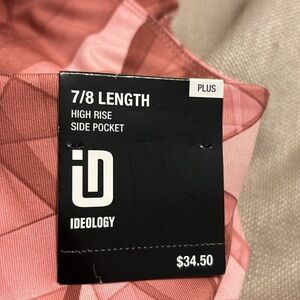 PLUS
7/8 LENGTH
HIGH RISE
SIDE POCKET
iD
IDEOLOGY
$34.50